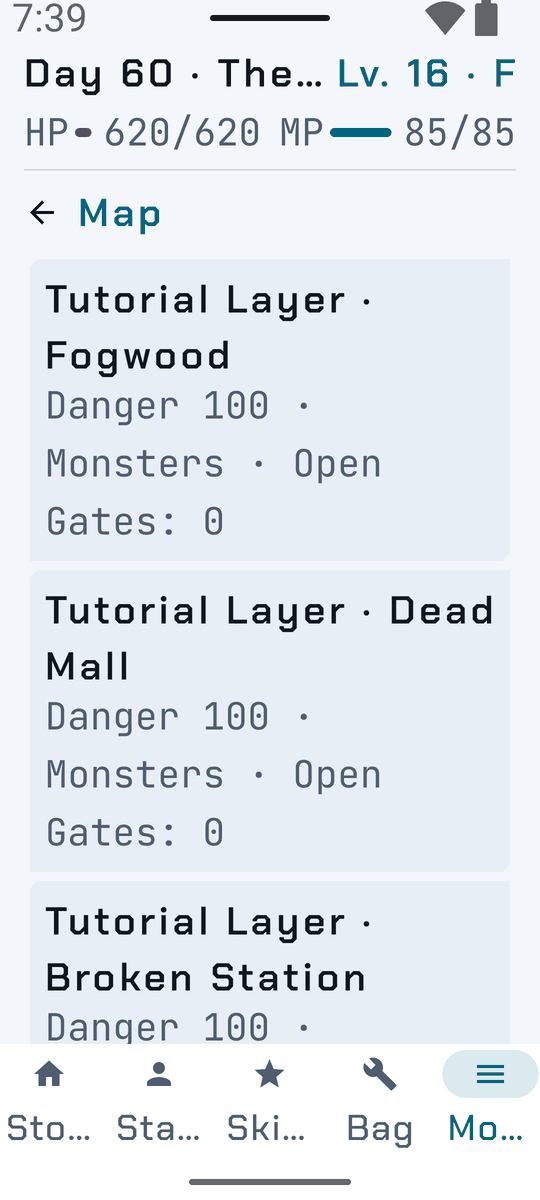 7:39
Day 60 · The… Lv. 16 · F
HP 620/620 MP 85/85
Map
Tutorial Layer ·
Fogwood
Danger 100 ·
Monsters · Open
Gates: 0
Tutorial Layer · Dead
Mall
Danger 100 ·
Monsters · Open
Gates: 0
Tutorial Layer ·
Broken Station
Danger 100 ·
Sto… Sta… Ski… Bag Mo…